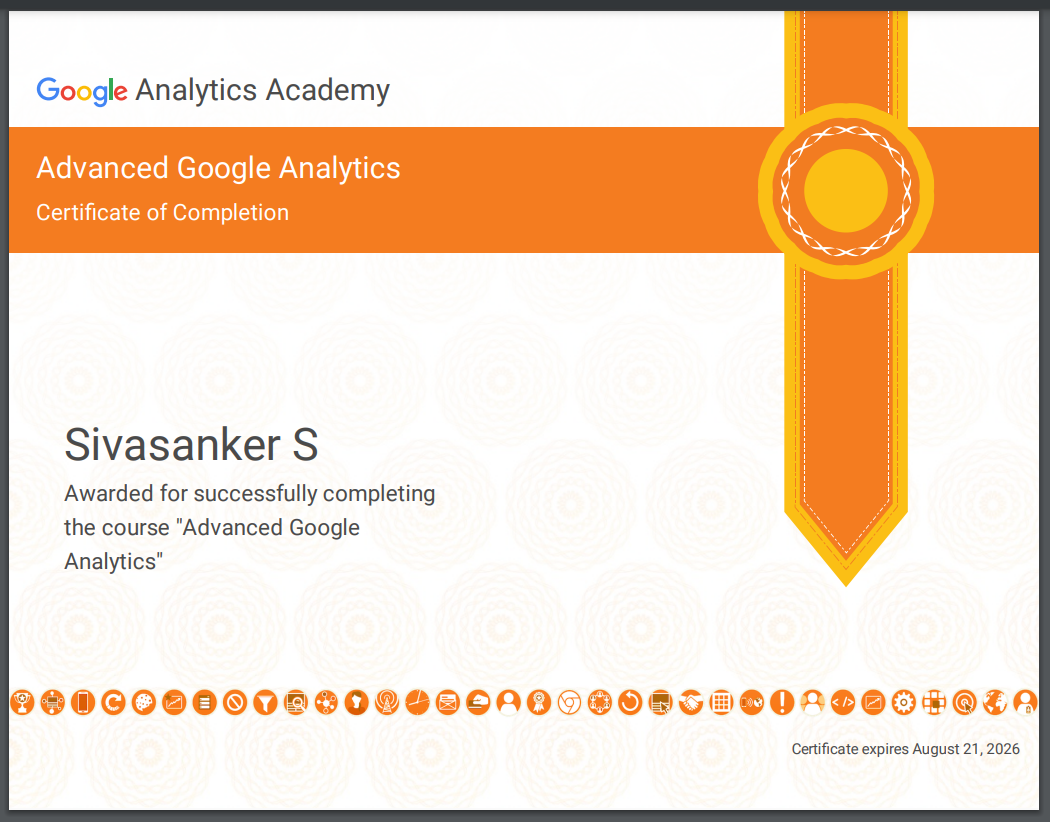 Google Analytics Academy
Advanced Google Analytics
Certificate of Completion
Sivasanker S
Awarded for successfully completing
the course "Advanced Google
Analytics"
</>
Certificate expires August 21, 2026